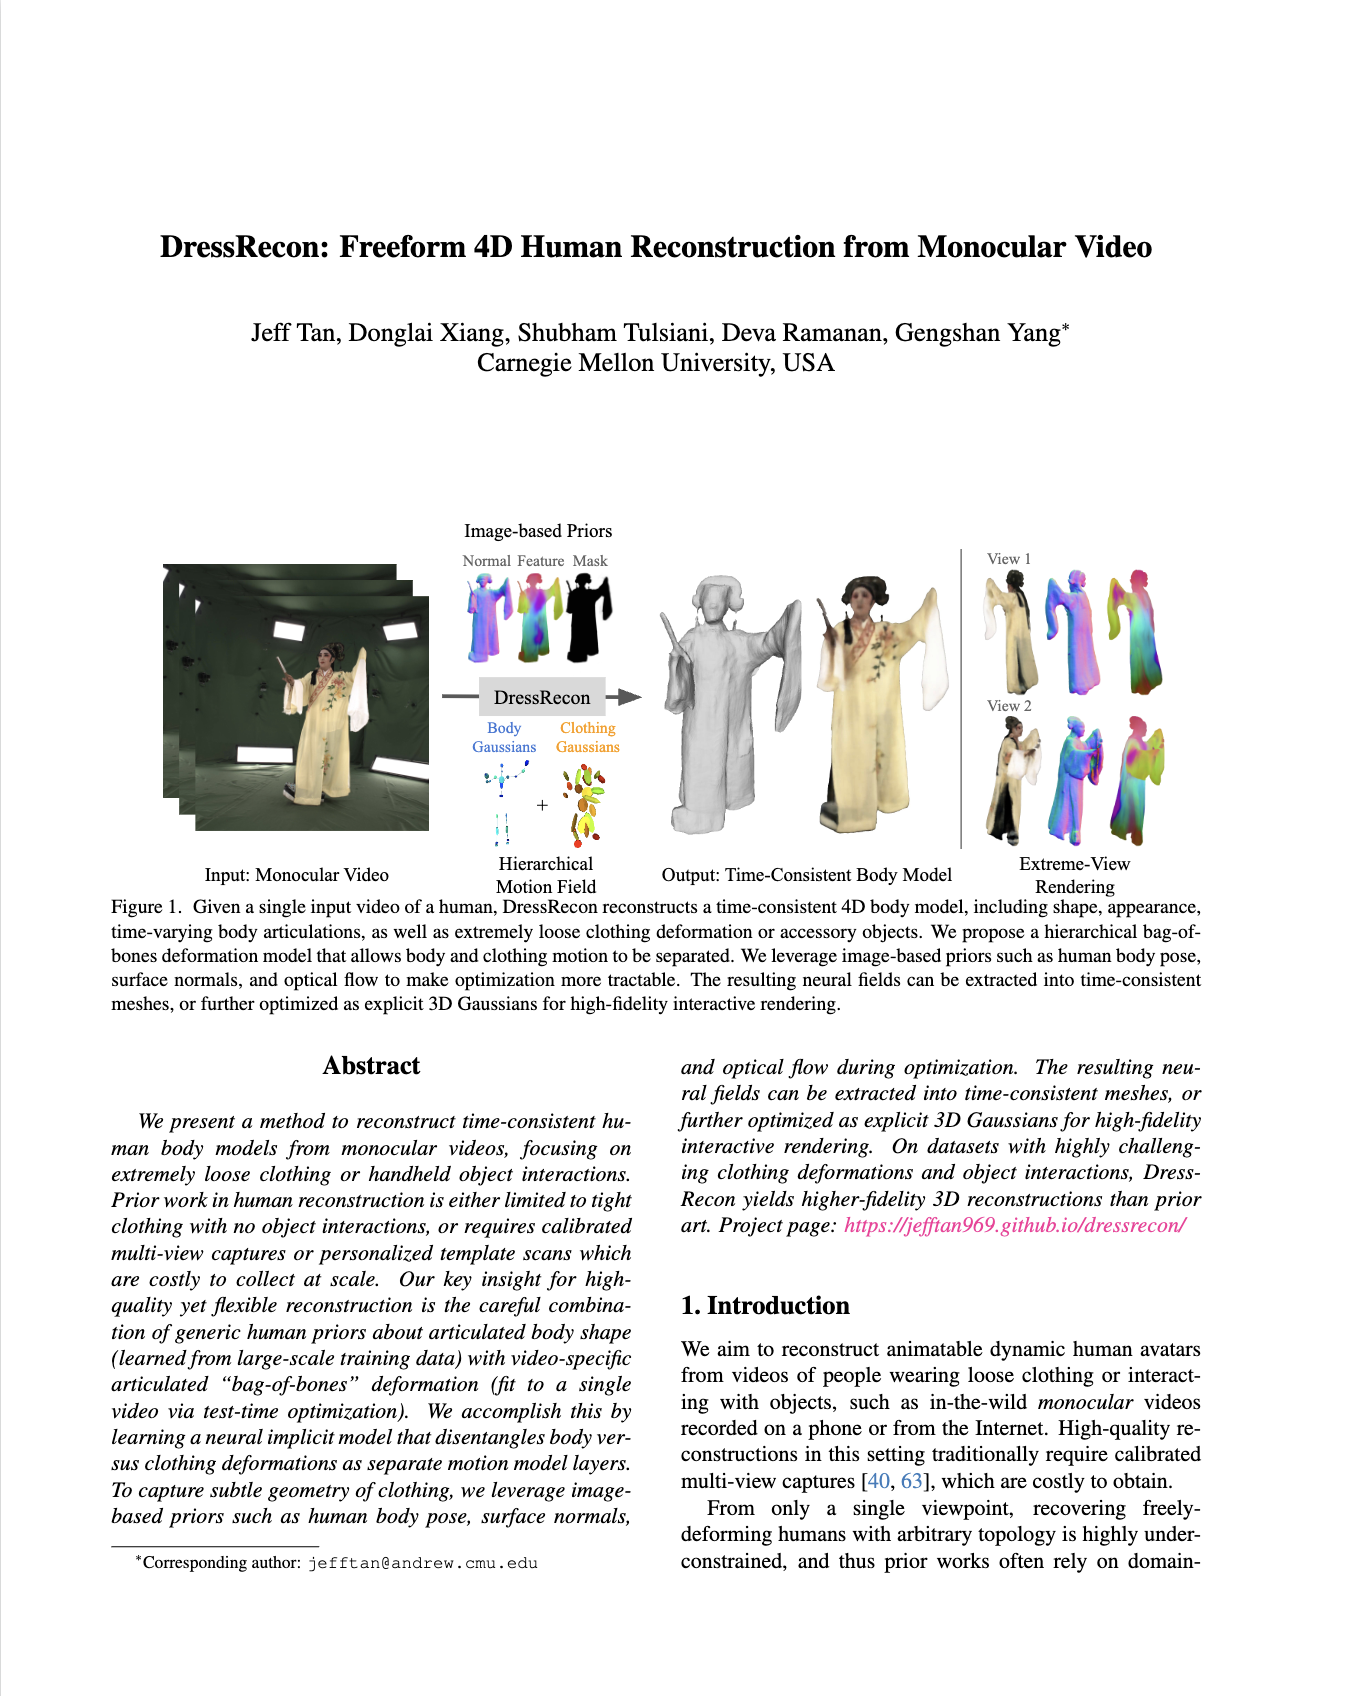 DressRecon: Freeform 4D Human Reconstruction from Monocular Video
Jeff Tan, Donglai Xiang, Shubham Tulsiani, Deva Ramanan, Gengshan Yang*
Carnegie Mellon University, USA
Image-based Priors
Normal Feature Mask
DressRecon
Body
Gaussians
Clothing
Gaussians
+
Hierarchical
Motion Field
View 1
View 2
Input: Monocular Video
Output: Time-Consistent Body Model
Extreme-View
Rendering
Figure 1. Given a single input video of a human, DressRecon reconstructs a time-consistent 4D body model, including shape, appearance,
time-varying body articulations, as well as extremely loose clothing deformation or accessory objects. We propose a hierarchical bag-of-
bones deformation model that allows body and clothing motion to be separated. We leverage image-based priors such as human body pose,
surface normals, and optical flow to make optimization more tractable. The resulting neural fields can be extracted into time-consistent
meshes, or further optimized as explicit 3D Gaussians for high-fidelity interactive rendering.
Abstract
We present a method to reconstruct time-consistent hu-
man body models from monocular videos, focusing on
extremely loose clothing or handheld object interactions.
Prior work in human reconstruction is either limited to tight
clothing with no object interactions, or requires calibrated
multi-view captures or personalized template scans which
are costly to collect at scale. Our key insight for high-
quality yet flexible reconstruction is the careful combina-
tion of generic human priors about articulated body shape
(learned from large-scale training data) with video-specific
articulated “bag-of-bones” deformation (fit to a single
video via test-time optimization). We accomplish this by
learning a neural implicit model that disentangles body ver-
sus clothing deformations as separate motion model layers.
To capture subtle geometry of clothing, we leverage image-
based priors such as human body pose, surface normals,
*Corresponding author: jefftan@andrew.cmu.edu
and optical flow during optimization. The resulting neu-
ral fields can be extracted into time-consistent meshes, or
further optimized as explicit 3D Gaussians for high-fidelity
interactive rendering. On datasets with highly challeng-
ing clothing deformations and object interactions, Dress-
Recon yields higher-fidelity 3D reconstructions than prior
art. Project page: https://jefftan969.github.io/dressrecon/
1. Introduction
We aim to reconstruct animatable dynamic human avatars
from videos of people wearing loose clothing or interact-
ing with objects, such as in-the-wild monocular videos
recorded on a phone or from the Internet. High-quality re-
constructions in this setting traditionally require calibrated
multi-view captures [40, 63], which are costly to obtain.
From only a single viewpoint, recovering freely-
deforming humans with arbitrary topology is highly under-
constrained, and thus prior works often rely on domain-